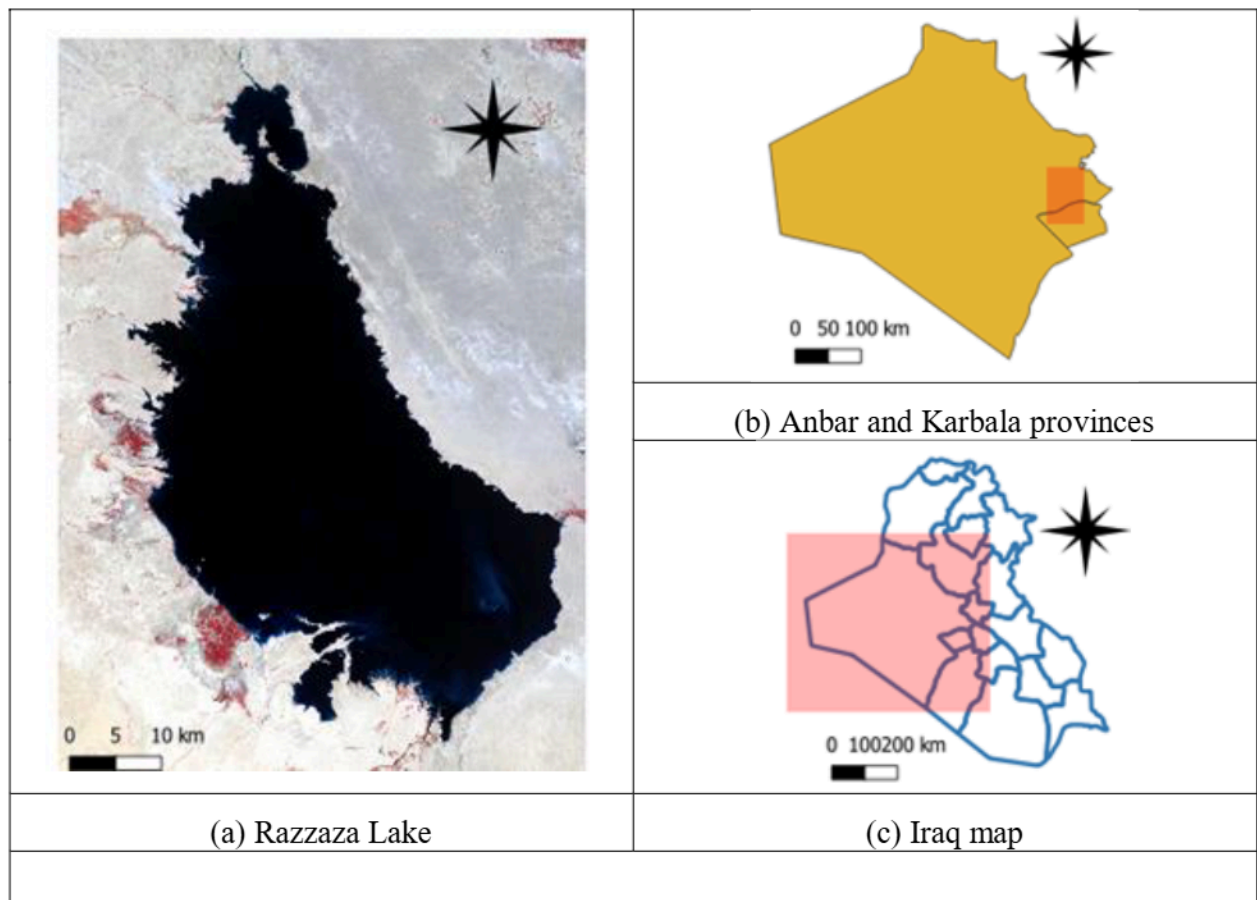 0 5 10 km
(a) Razzaza Lake
0 50 100 km
(b) Anbar and Karbala provinces
0 100200 km
(c) Iraq map